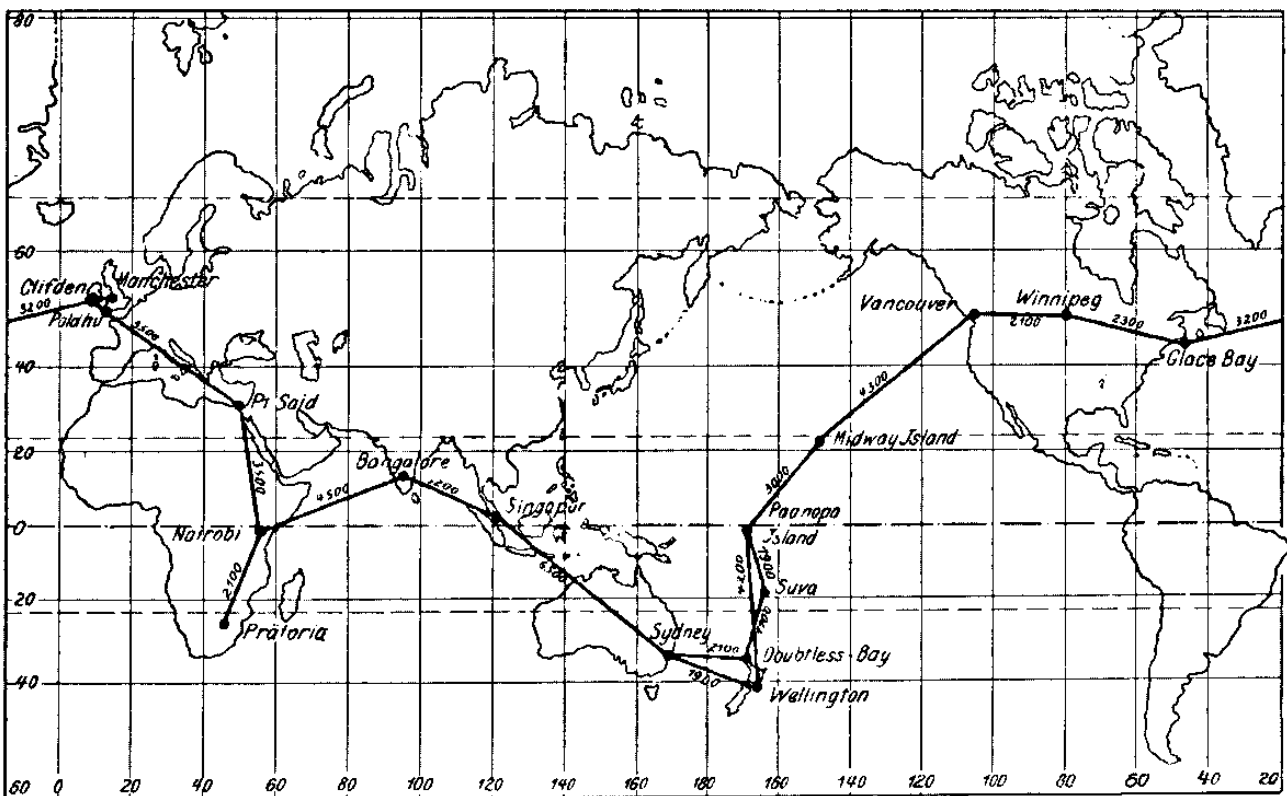 80
60
Clifden
Manchester
3200
Poldhu
3500
Vancouver
Winnipeg
2100
2300
3200
Glace Bay
40
Pt Said
4300
Midway Island
20
3500
Bangalore
4500
Singapur
3000
0
Nairobi
Paanopa
Island
2100
6500
4200
1900
Suva
20
Prätoria
Sydney
2100
Doubtless-Bay
1900
Wellington
40
60 0 20 40 60 80 100 120 140 160 180 160 140 120 100 80 60 40 20